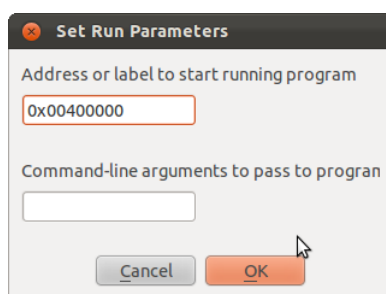 Set Run Parameters
Address or label to start running program
0x00400000
Command-line arguments to pass to progran
Cancel
OK